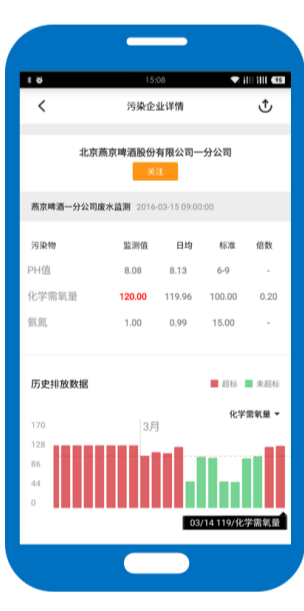 15:08
95
污染企业详情
北京燕京啤酒股份有限公司一分公司
关注
燕京啤酒一分公司废水监测 2016-03-15 09:00:00
污染物 监测值 日均 标准 倍数
PH值 8.08 8.13 6-9 -
化学需氧量 120.00 119.96 100.00 0.20
氨氮 1.00 0.99 15.00 -
历史排放数据 超标 未超标
化学需氧量
170
3月
128
86
44
0
03/14 119/化学需氧量